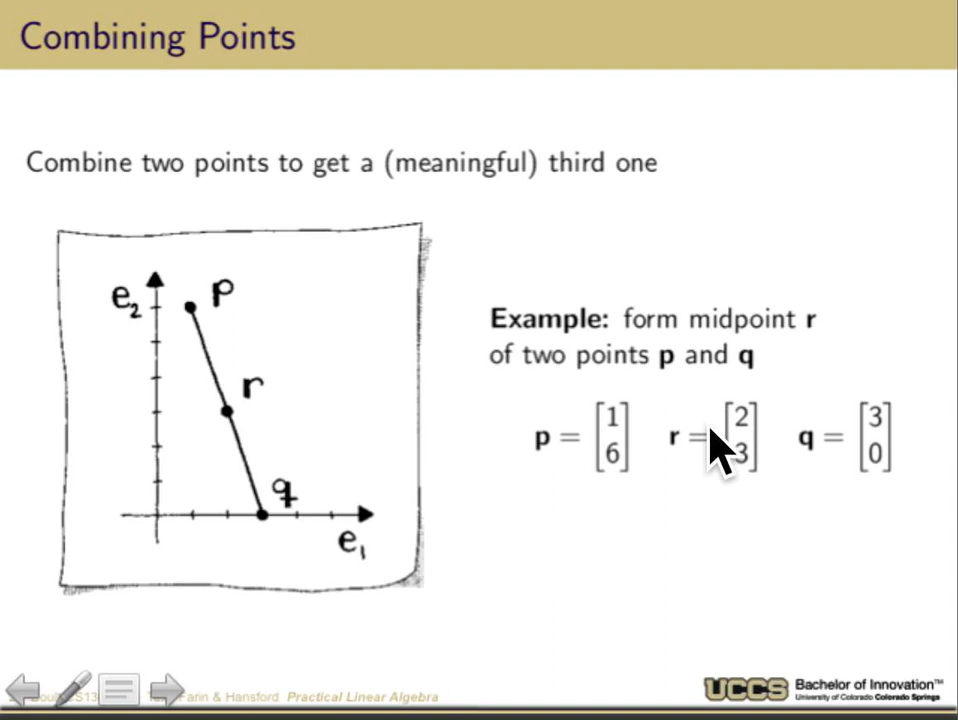 Combining Points
Combine two points to get a (meaningful) third one
e2
p
r
q
e1
Example: form midpoint r
of two points p and q
p = [1 6] r = [2 3] q = [3 0]
Farin & Hansford Practical Linear Algebra
UCCS
Bachelor of Innovation™
University of Colorado Colorado Springs